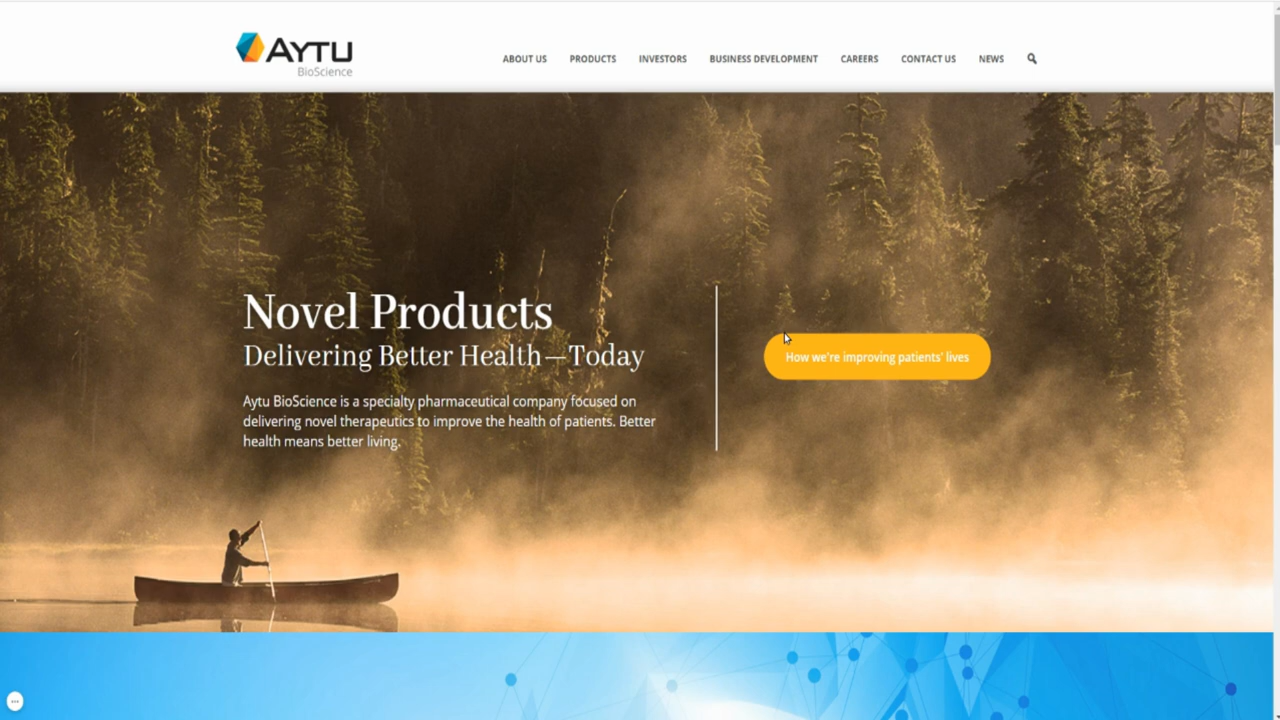 AYTU
BioScience
ABOUT US PRODUCTS INVESTORS BUSINESS DEVELOPMENT CAREERS CONTACT US NEWS
Novel Products
Delivering Better Health—Today
Aytu BioScience is a specialty pharmaceutical company focused on
delivering novel therapeutics to improve the health of patients. Better
health means better living.
How we're improving patients' lives